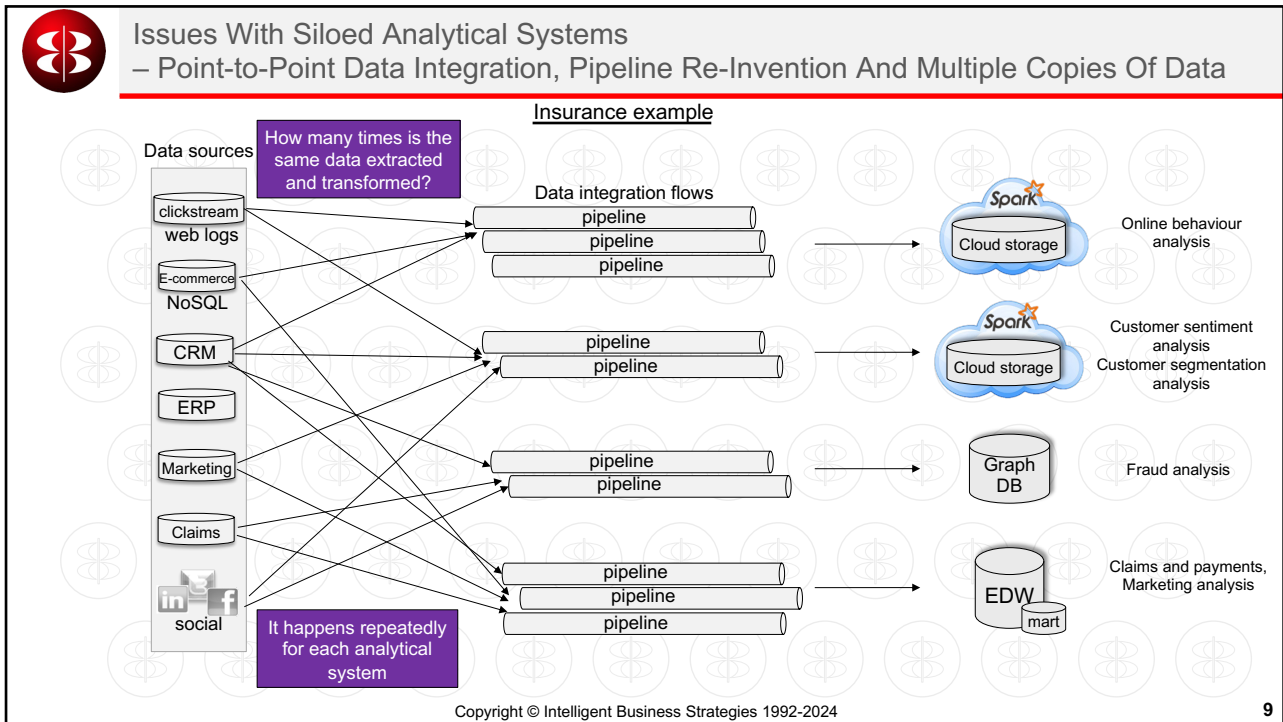 Issues With Siloed Analytical Systems
– Point-to-Point Data Integration, Pipeline Re-Invention And Multiple Copies Of Data
Insurance example
Data sources
How many times is the
same data extracted
and transformed?
clickstream
web logs
E-commerce
NoSQL
CRM
ERP
Marketing
Claims
in
f
social
It happens repeatedly
for each analytical
system
Data integration flows
pipeline
pipeline
pipeline
pipeline
pipeline
pipeline
pipeline
pipeline
pipeline
pipeline
Spark
Cloud storage
Online behaviour
analysis
Spark
Cloud storage
Customer sentiment
analysis
Customer segmentation
analysis
Graph
DB
Fraud analysis
EDW
mart
Claims and payments,
Marketing analysis
Copyright © Intelligent Business Strategies 1992-2024
9